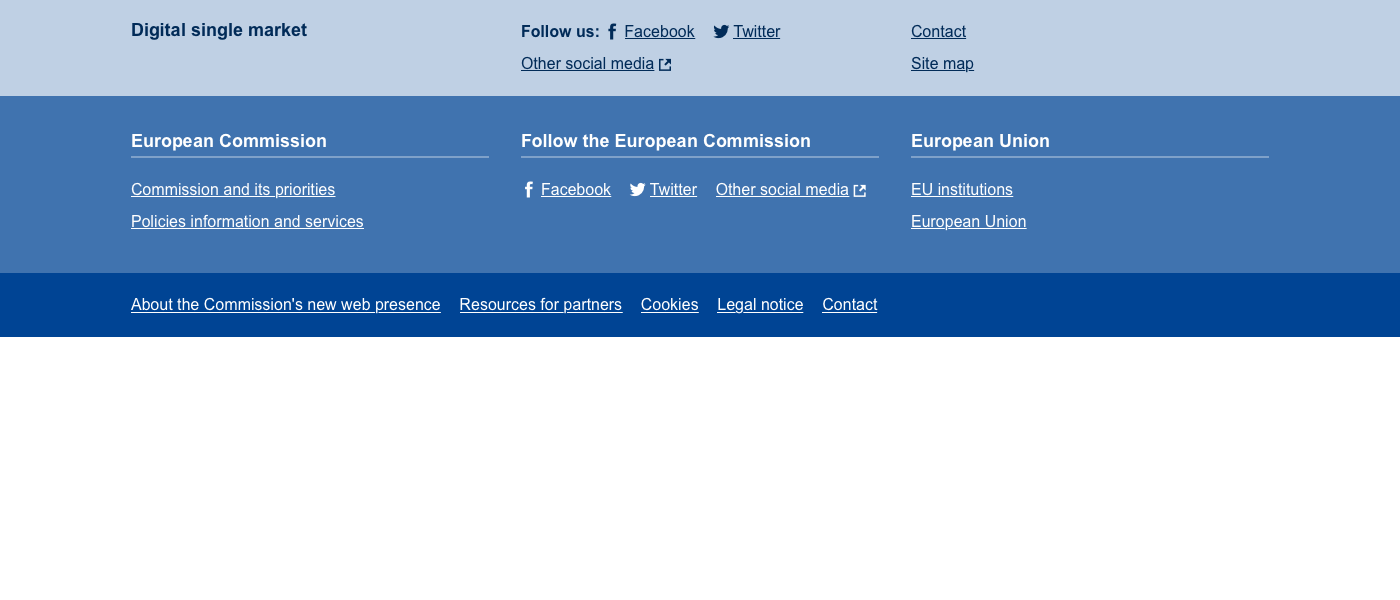 Digital single market
Follow us: Facebook Twitter
Other social media
Contact
Site map
European Commission
Commission and its priorities
Policies information and services
Follow the European Commission
Facebook Twitter Other social media
European Union
EU institutions
European Union
About the Commission's new web presence Resources for partners Cookies Legal notice Contact